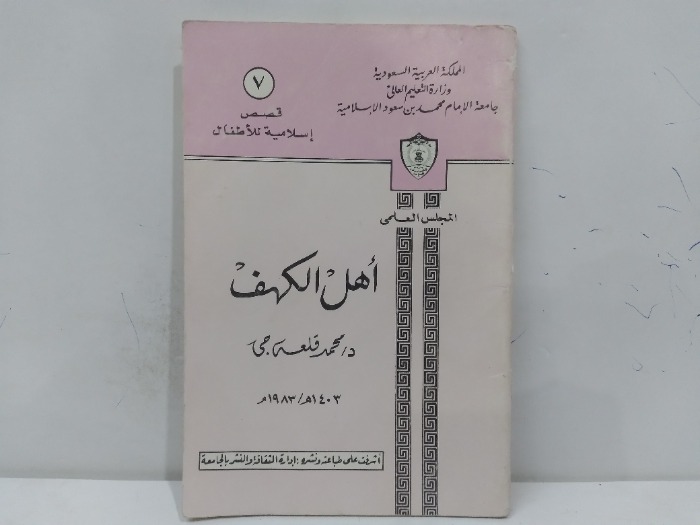 المملكة العربية السعودية
وزارة التعليم العالي
جامعة الإمام محمد بن سعود الإسلامية
٧
قصص
إسلامية للأطفال
المجلس العلمي
أهل الكهف
د/محمد قلعه جي
١٤٠٣هـ/١٩٨٣م
أشرفت على طباعته ونشره : إدارة الثقافة والنشر بالجامعة